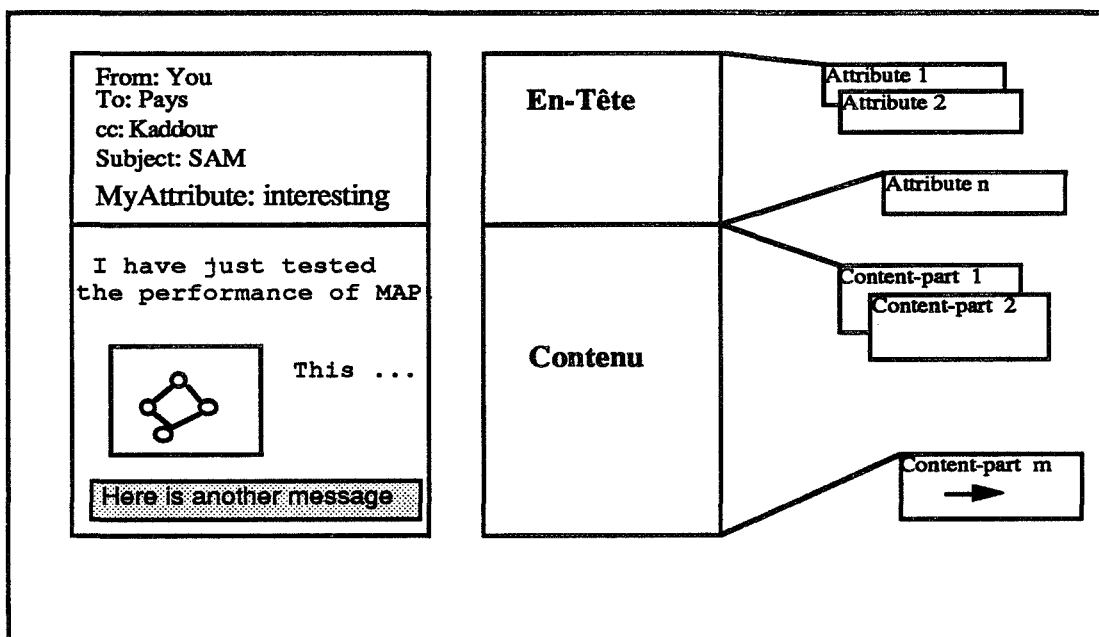 From: You
To: Pays
cc: Kaddour
Subject: SAM
MyAttribute: interesting
I have just tested
the performance of MAP
This ...
Here is another message
En-Tête
Contenu
Attribute 1
Attribute 2
Attribute n
Content-part 1
Content-part 2
Content-part m